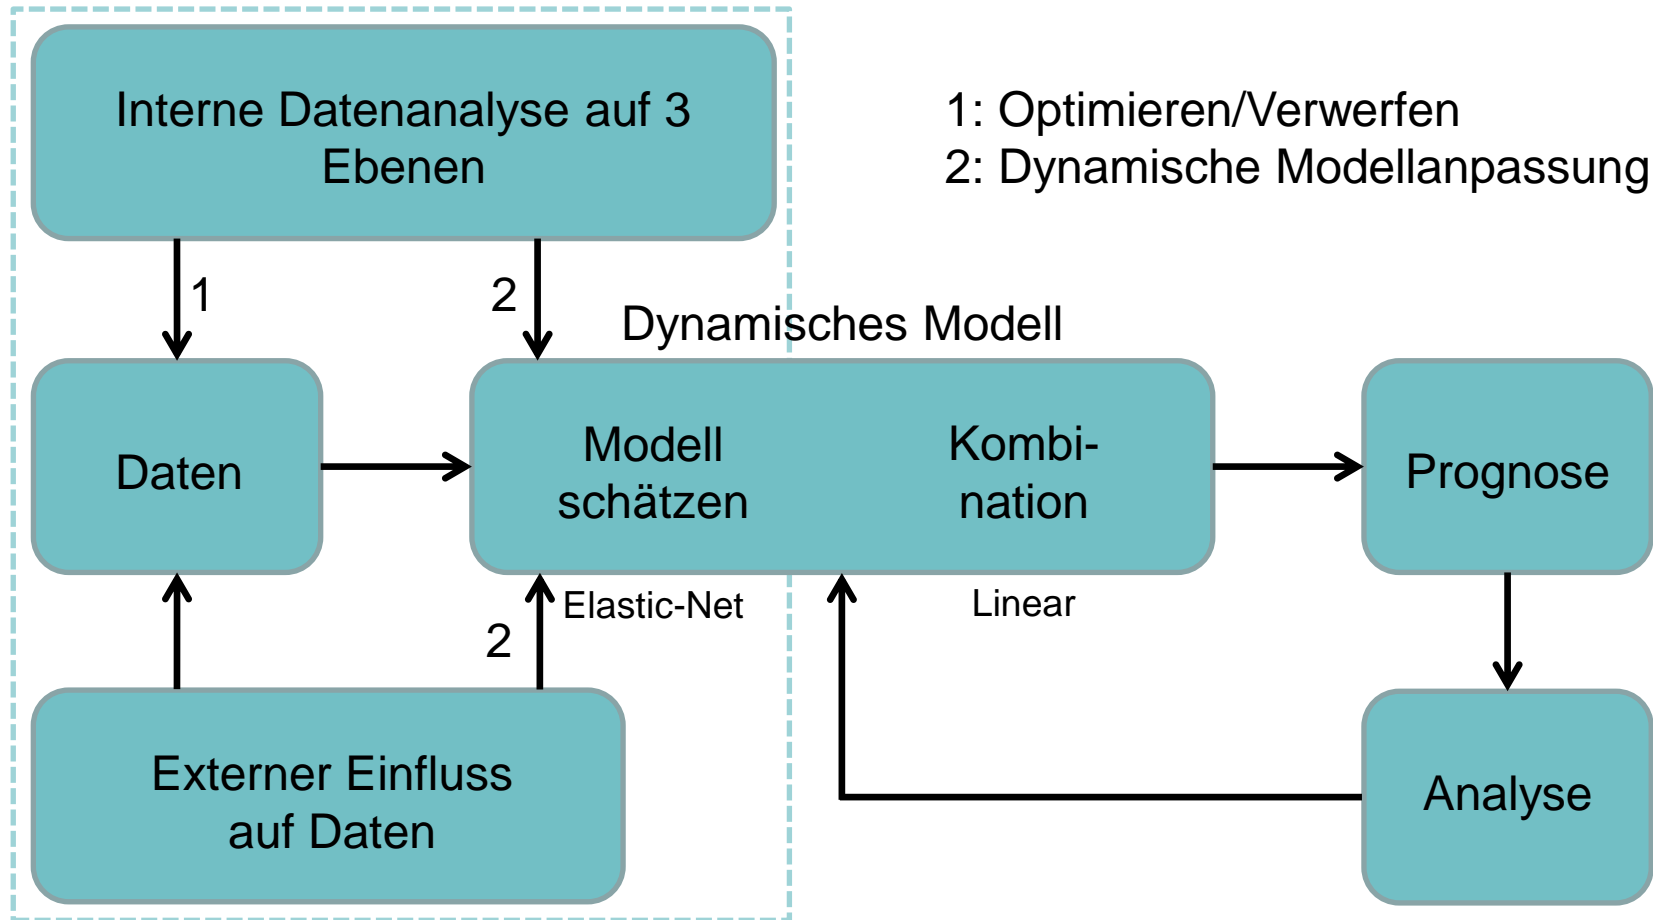 Interne Datenanalyse auf 3
Ebenen
1: Optimieren/Verwerfen
2: Dynamische Modellanpassung
1
2
Dynamisches Modell
Daten
Modell
schätzen
Kombi-
nation
Prognose
Elastic-Net
Linear
2
Externer Einfluss
auf Daten
Analyse